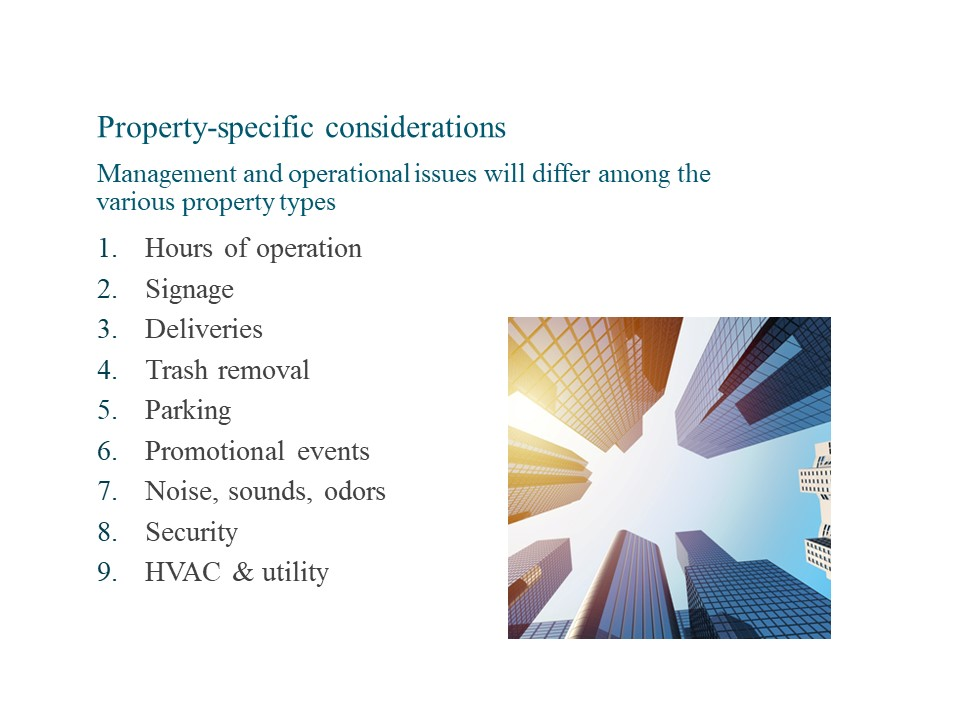 Property-specific considerations
Management and operational issues will differ among the
various property types
1. Hours of operation
2. Signage
3. Deliveries
4. Trash removal
5. Parking
6. Promotional events
7. Noise, sounds, odors
8. Security
9. HVAC & utility